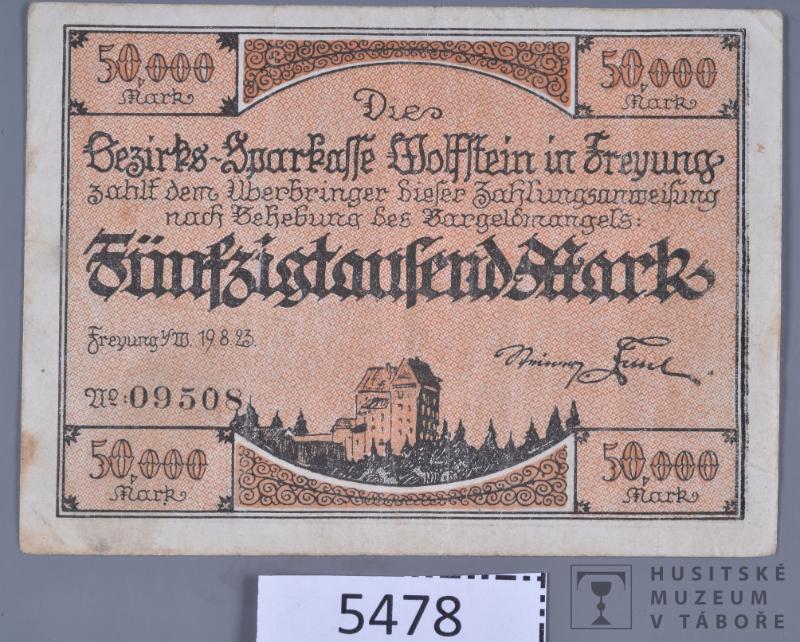 50,000 Mark
50,000 Mark
Die
Bezirks-Sparkasse Wolfstein in Freyung
zahlt dem Überbringer dieser Zahlungsanweisung
nach Behebung des Bargeldmangels:
Fünfzigtausend Mark
Freyung v/W. 19.8.23.
No: 09508
50,000 Mark
50,000 Mark
5478
HUSITSKÉ
MUZEUM
V TÁBOŘE